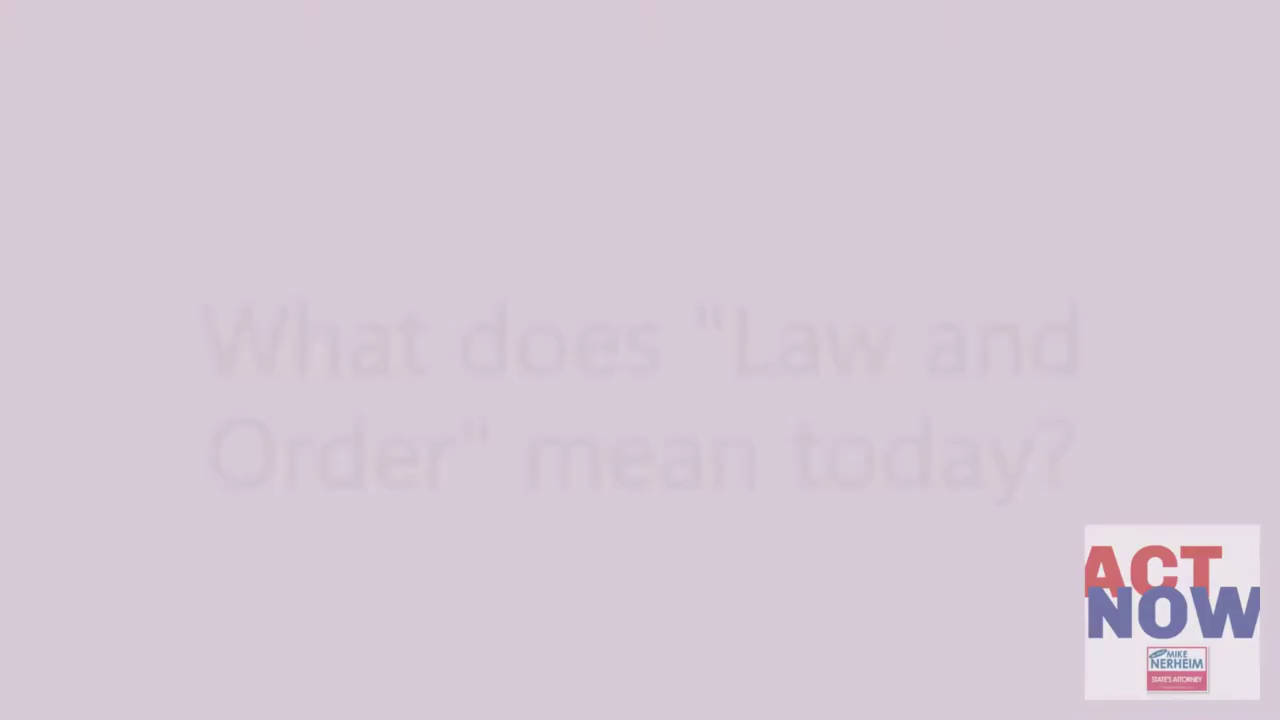 What does "Law and
Order" mean today?
ACT
NOW
MIKE
NERHEIM
STATE'S ATTORNEY